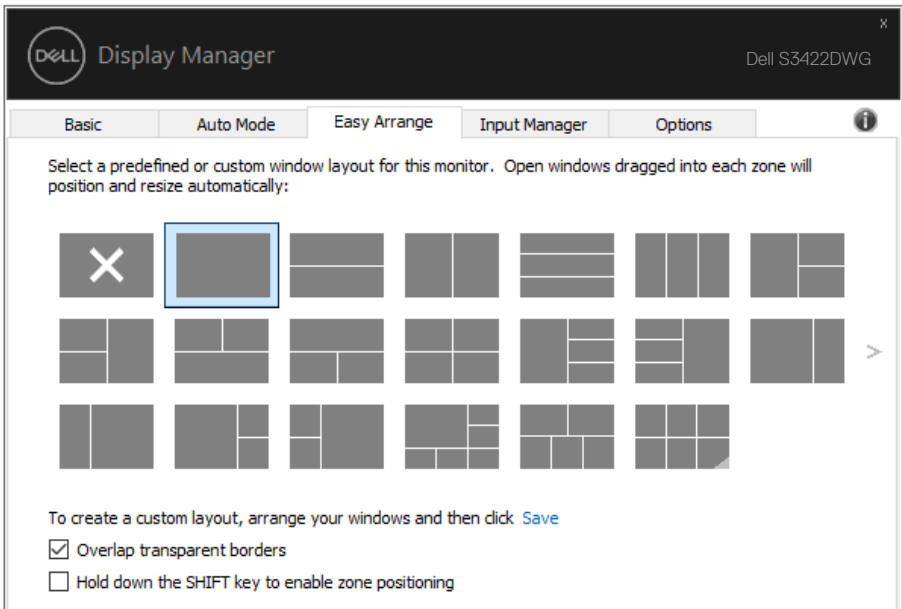 x
DELL Display Manager
Dell S3422DWG
Basic Auto Mode Easy Arrange Input Manager Options
Select a predefined or custom window layout for this monitor. Open windows dragged into each zone will
position and resize automatically:
>
To create a custom layout, arrange your windows and then click Save
Overlap transparent borders
Hold down the SHIFT key to enable zone positioning